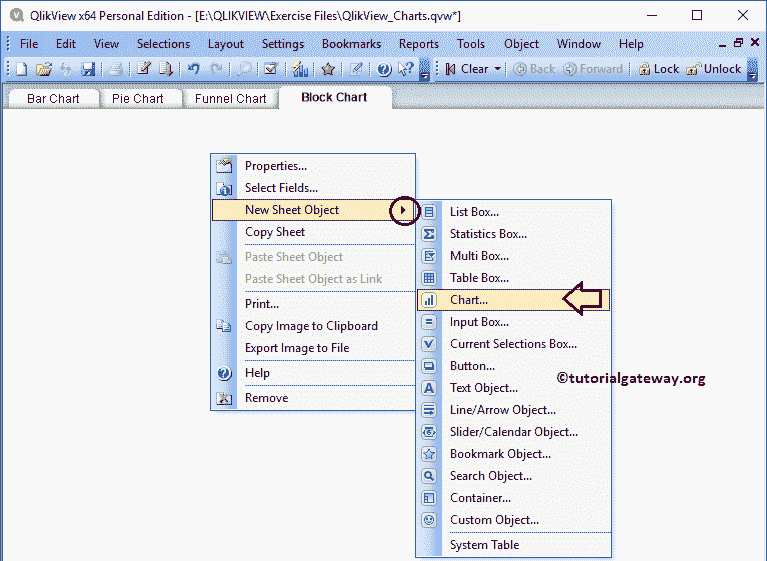 QlikView x64 Personal Edition - [E:\QLIKVIEW\Exercise Files\QlikView_Charts.qvw*]
File Edit View Selections Layout Settings Bookmarks Reports Tools Object Window Help
Clear Back Forward Lock Unlock
Bar Chart Pie Chart Funnel Chart Block Chart
Properties...
Select Fields...
New Sheet Object
Copy Sheet
Paste Sheet Object
Paste Sheet Object as Link
Print...
Copy Image to Clipboard
Export Image to File
Help
Remove
List Box...
Statistics Box...
Multi Box...
Table Box...
Chart...
Input Box...
Current Selections Box...
Button...
Text Object...
Line/Arrow Object...
Slider/Calendar Object...
Bookmark Object...
Search Object...
Container...
Custom Object...
System Table
©tutorialgateway.org